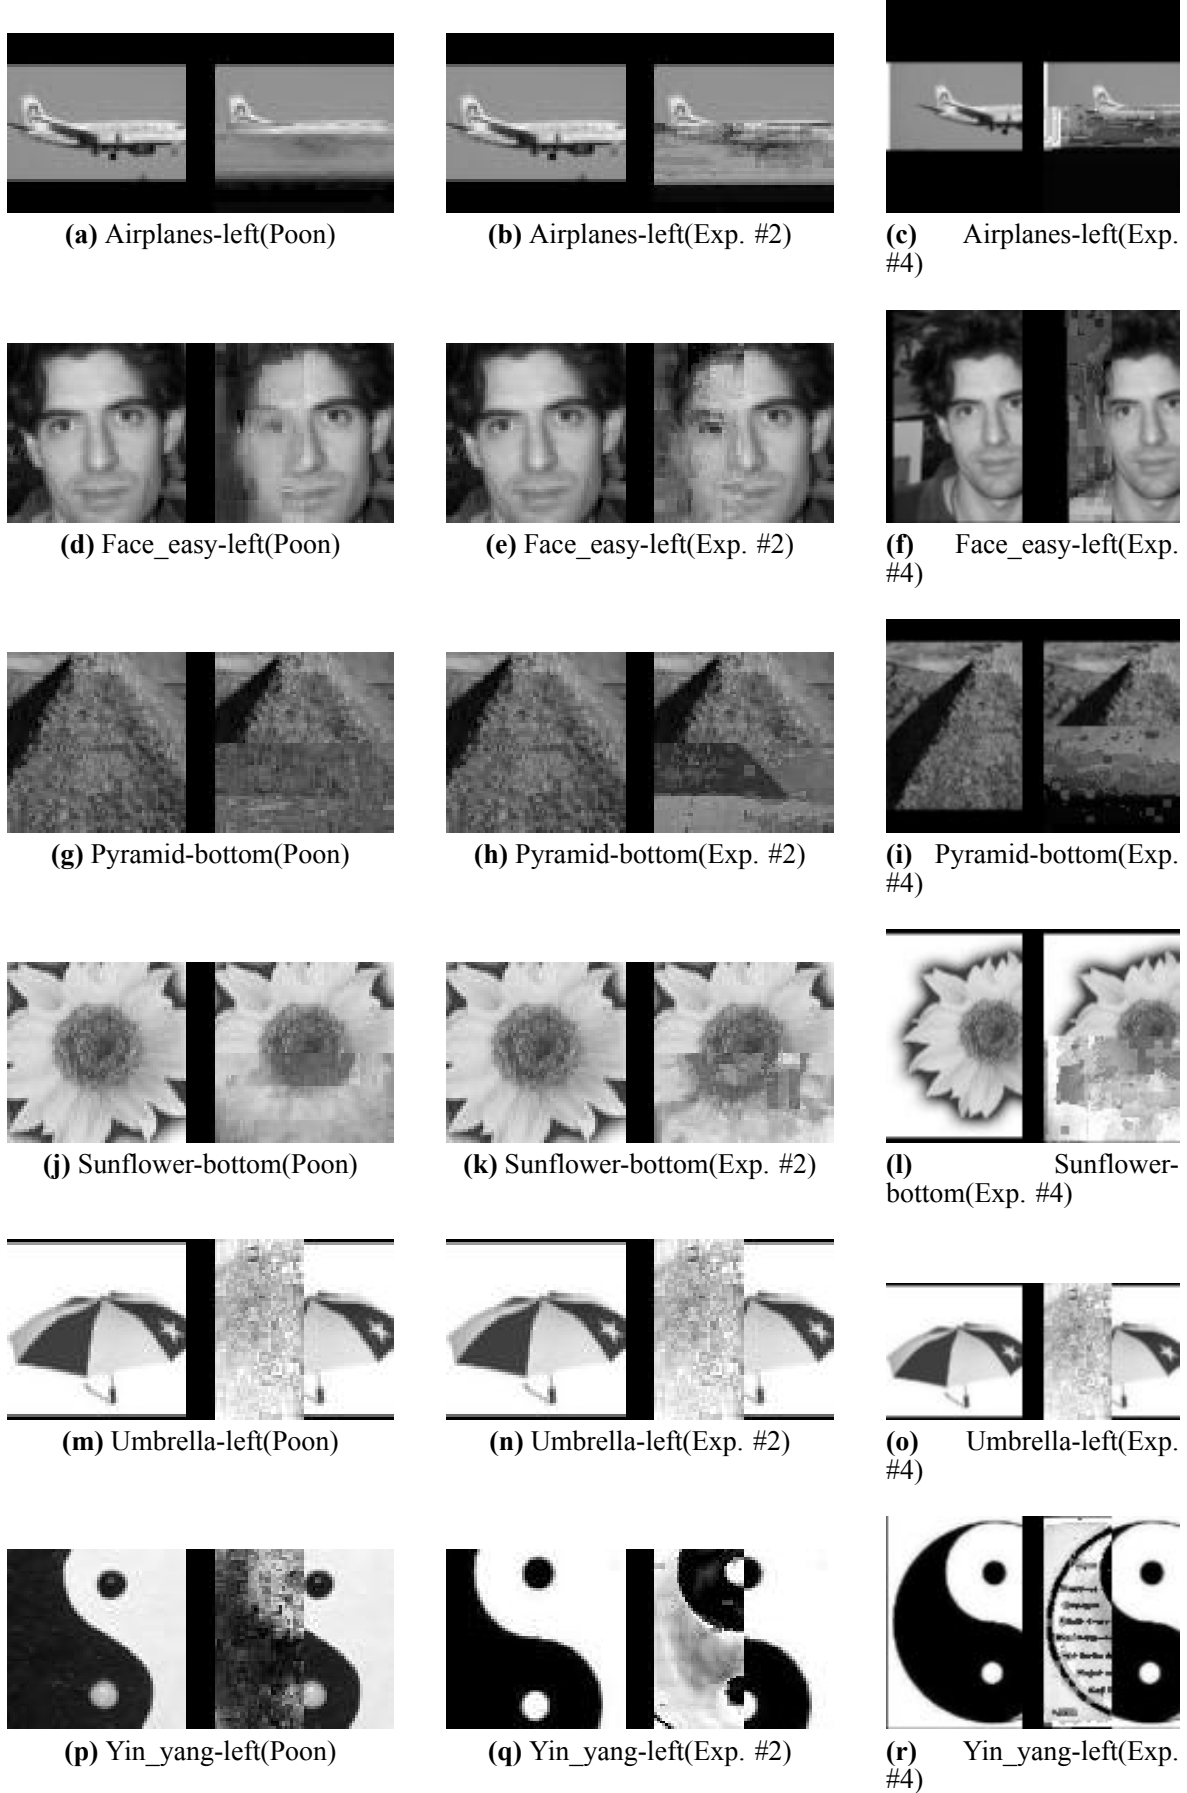 (a) Airplanes-left(Poon)
(b) Airplanes-left(Exp. #2)
(c) Airplanes-left(Exp.
#4)
(d) Face_easy-left(Poon)
(e) Face_easy-left(Exp. #2)
(f) Face_easy-left(Exp.
#4)
(g) Pyramid-bottom(Poon)
(h) Pyramid-bottom(Exp. #2)
(i) Pyramid-bottom(Exp.
#4)
(j) Sunflower-bottom(Poon)
(k) Sunflower-bottom(Exp. #2)
(l) Sunflower-
bottom(Exp. #4)
(m) Umbrella-left(Poon)
(n) Umbrella-left(Exp. #2)
(o) Umbrella-left(Exp.
#4)
(p) Yin_yang-left(Poon)
(q) Yin_yang-left(Exp. #2)
(r) Yin_yang-left(Exp.
#4)